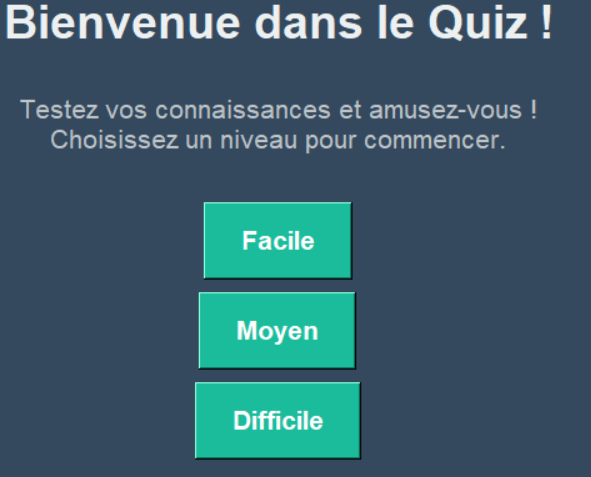 Bienvenue dans le Quiz !
Testez vos connaissances et amusez-vous !
Choisissez un niveau pour commencer.
Facile
Moyen
Difficile